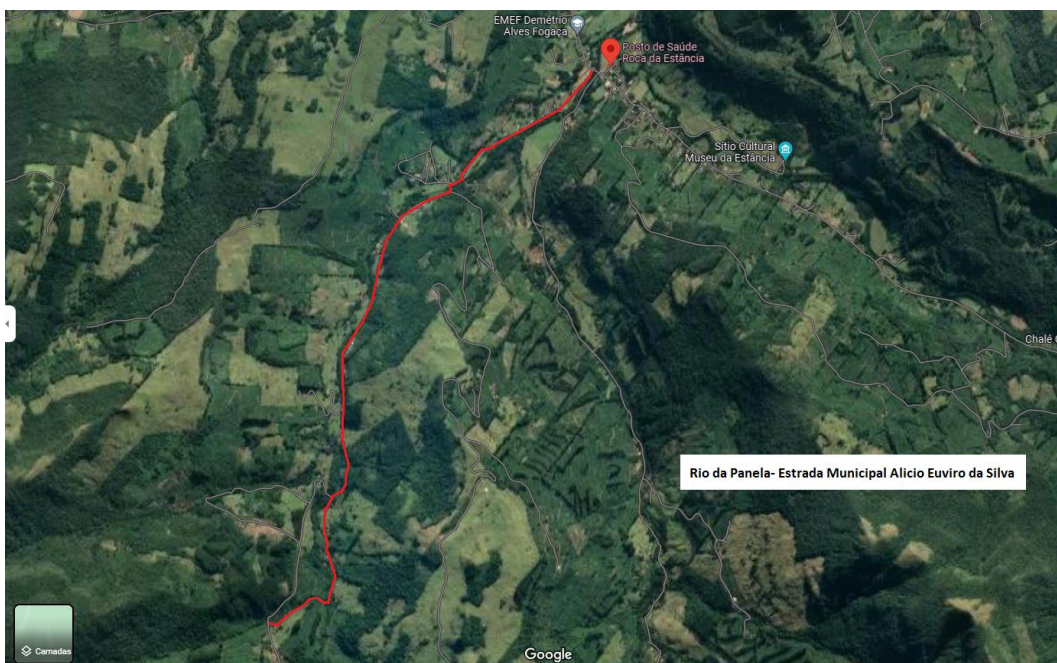 EMEF Demétrio
Alves Fogaça
Posto de Saúde
Roça da Estância
Sítio Cultural
Museu da Estância
Chalé
Rio da Panela- Estrada Municipal Alicio Euviro da Silva
Camadas
Google